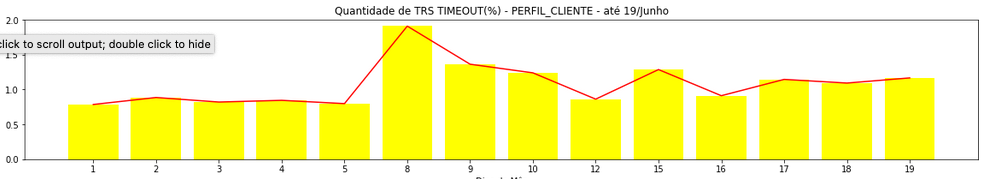 Quantidade de TRS TIMEOUT(%) - PERFIL_CLIENTE - até 19/Junho
2.0
click to scroll output; double click to hide
1.5
1.0
0.5
0.0
1 2 3 4 5 8 9 10 12 15 16 17 18 19